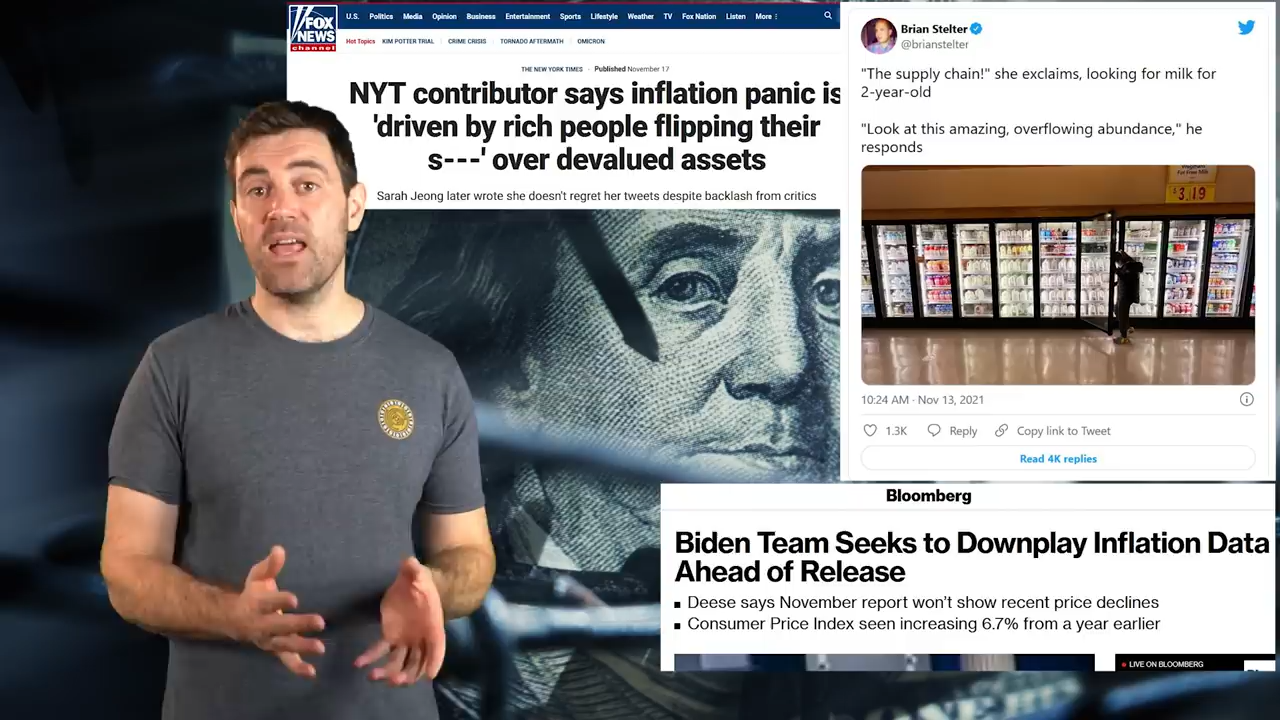 FOX
NEWS
channel
U.S. Politics Media Opinion Business Entertainment Sports Lifestyle Weather TV Fox Nation Listen More
Hot Topics KIM POTTER TRIAL CRIME CRISIS TORNADO AFTERMATH OMICRON
THE NEW YORK TIMES · Published November 17
NYT contributor says inflation panic is
'driven by rich people flipping their
s---' over devalued assets
Sarah Jeong later wrote she doesn't regret her tweets despite backlash from critics
Brian Stelter
@brianstelter
"The supply chain!" she exclaims, looking for milk for
2-year-old
"Look at this amazing, overflowing abundance," he
responds
$3.19
10:24 AM · Nov 13, 2021
1.3K Reply Copy link to Tweet
Read 4K replies
Bloomberg
Biden Team Seeks to Downplay Inflation Data
Ahead of Release
▪ Deese says November report won't show recent price declines
▪ Consumer Price Index seen increasing 6.7% from a year earlier
• LIVE ON BLOOMBERG